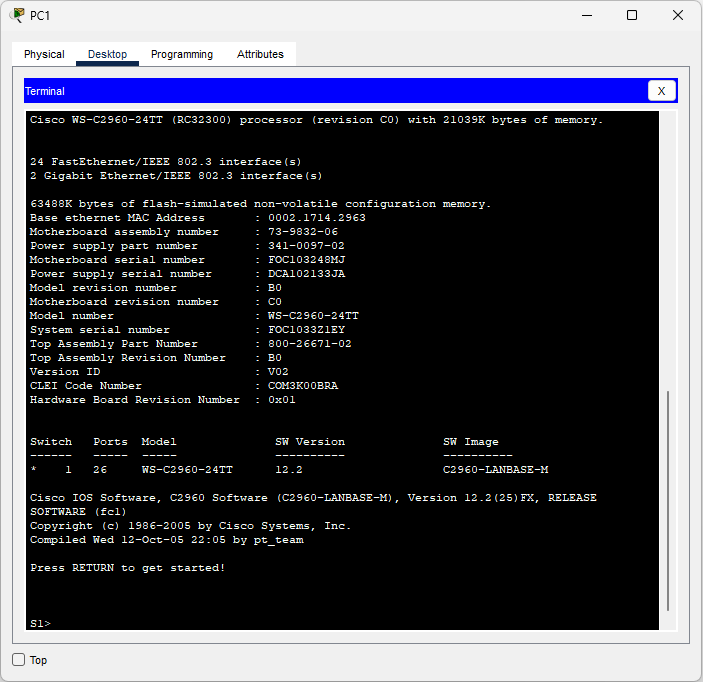 PC1
Physical Desktop Programming Attributes
Terminal X
Cisco WS-C2960-24TT (RC32300) processor (revision C0) with 21039K bytes of memory.
24 FastEthernet/IEEE 802.3 interface(s)
2 Gigabit Ethernet/IEEE 802.3 interface(s)
63488K bytes of flash-simulated non-volatile configuration memory.
Base ethernet MAC Address : 0002.1714.2963
Motherboard assembly number : 73-9832-06
Power supply part number : 341-0097-02
Motherboard serial number : FOC103248MJ
Power supply serial number : DCA102133JA
Model revision number : B0
Motherboard revision number : C0
Model number : WS-C2960-24TT
System serial number : FOC1033Z1EY
Top Assembly Part Number : 800-26671-02
Top Assembly Revision Number : B0
Version ID : V02
CLEI Code Number : COM3K00BRA
Hardware Board Revision Number : 0x01
Switch Ports Model SW Version SW Image
------ ----- ----- ---------- ----------
* 1 26 WS-C2960-24TT 12.2 C2960-LANBASE-M
Cisco IOS Software, C2960 Software (C2960-LANBASE-M), Version 12.2(25)FX, RELEASE
SOFTWARE (fc1)
Copyright (c) 1986-2005 by Cisco Systems, Inc.
Compiled Wed 12-Oct-05 22:05 by pt_team
Press RETURN to get started!
S1>
Top